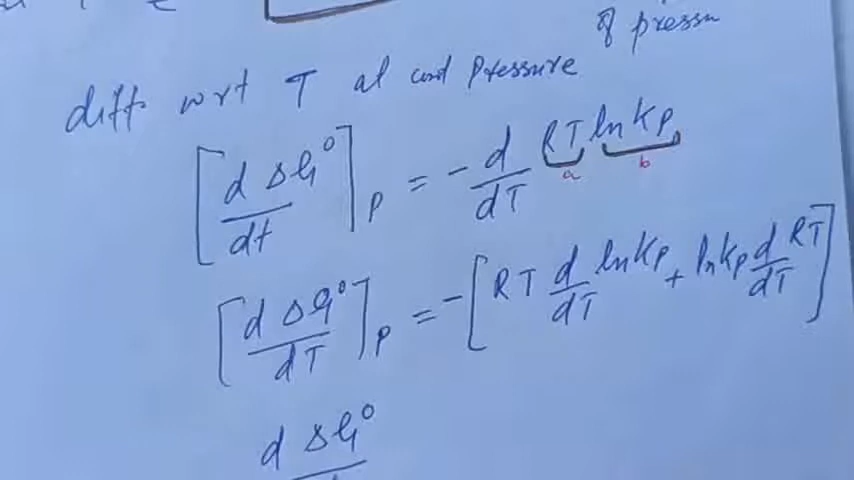 of pressu
diff wrt T at const Pressure
[d ΔG° / dt]P = - d/dT RT ln KP
a b
[d ΔG° / dT]P = - [RT d/dT ln KP + ln KP d/dT RT]
d ΔG°